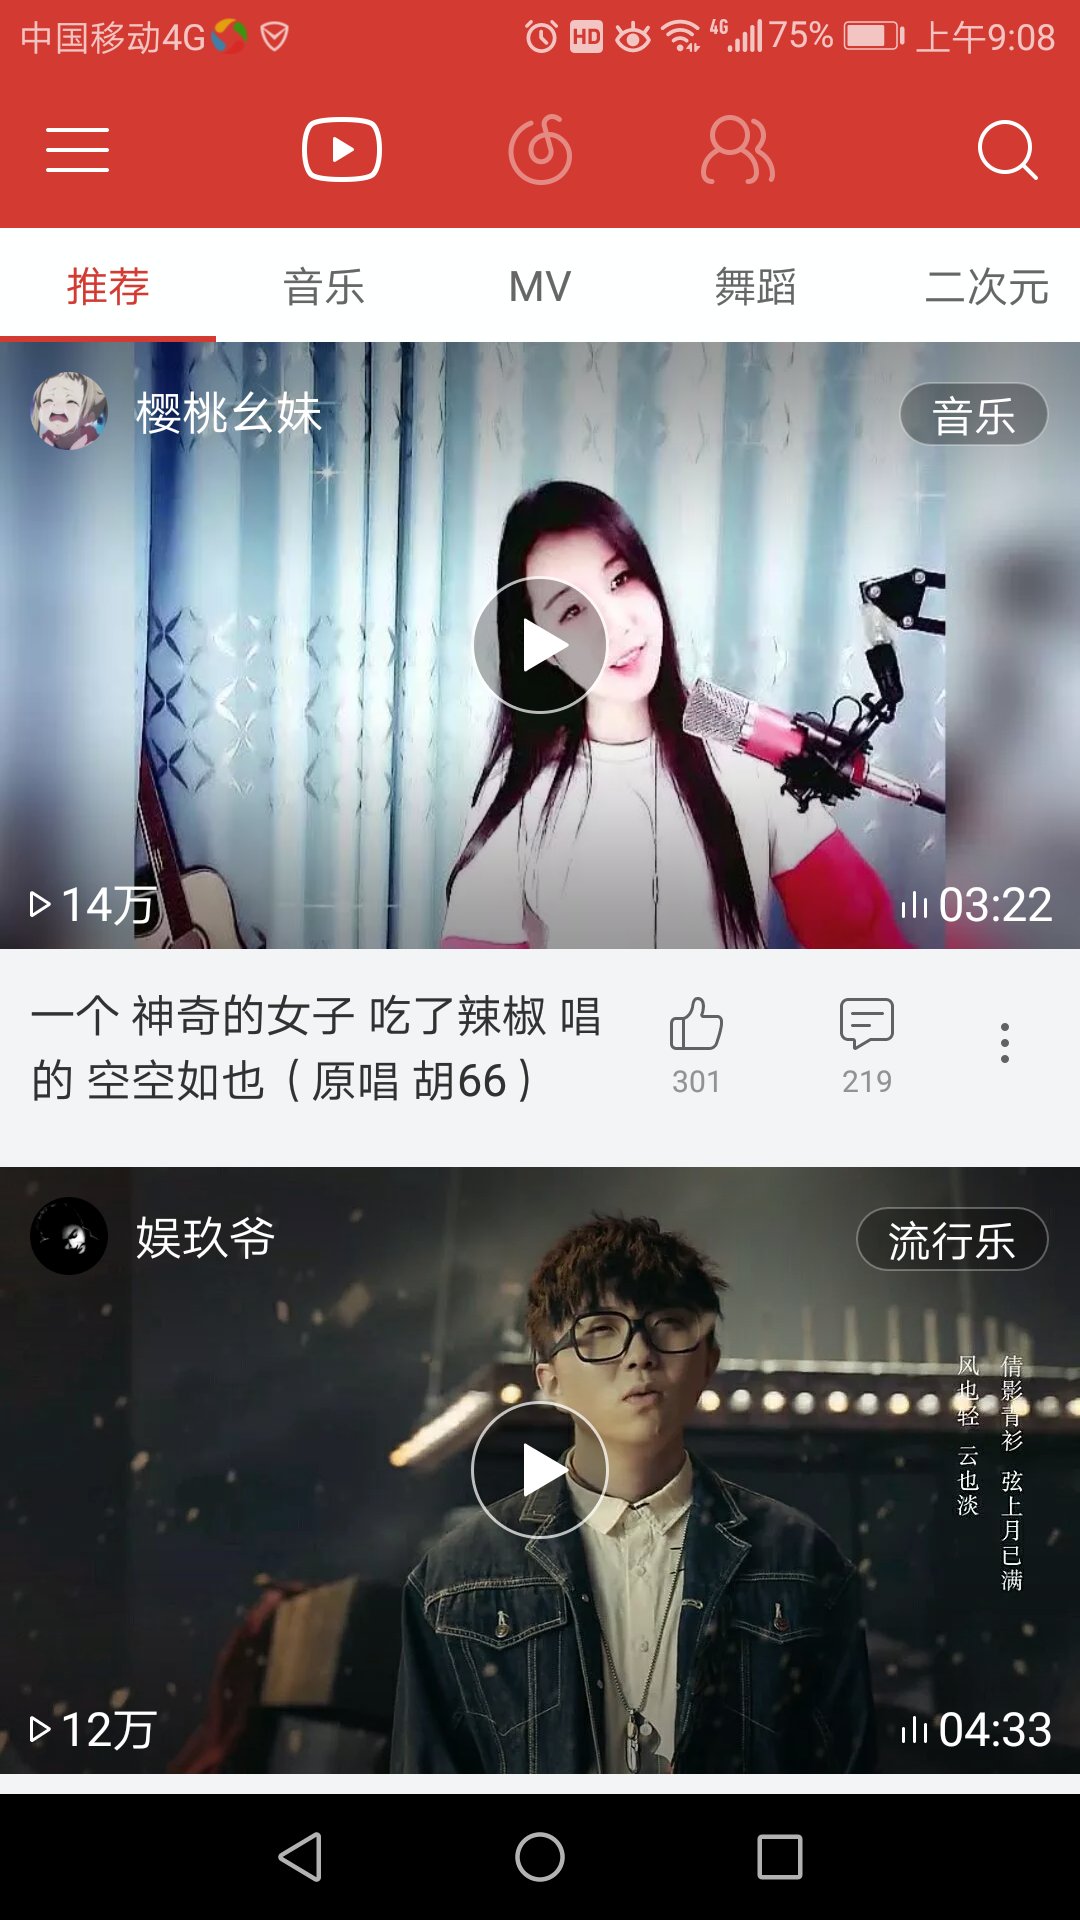 中国移动4G HD 4G 75% 上午9:08
推荐 音乐 MV 舞蹈 二次元
樱桃幺妹 音乐
14万 03:22
一个 神奇的女子 吃了辣椒 唱
的 空空如也（原唱 胡66）
301 219
娱玖爷 流行乐
倩影青衫 弦上月已满
风也轻 云也淡
12万 04:33